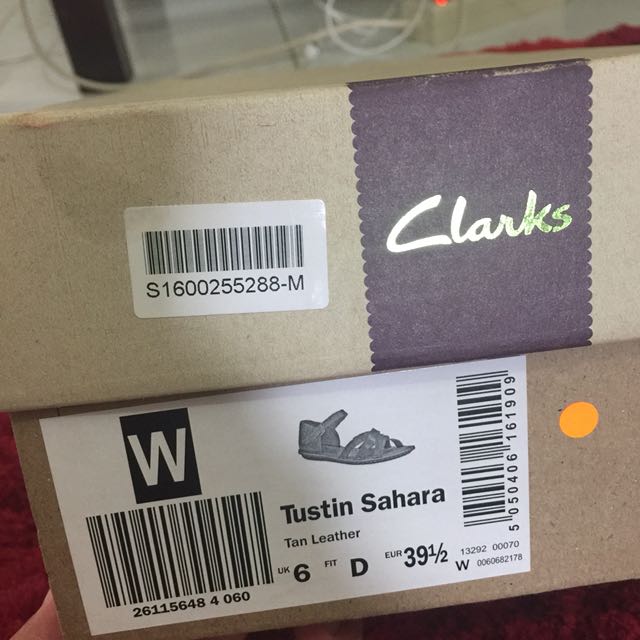 Clarks
S1600255288-M
W
Tustin Sahara
Tan Leather
UK 6 FIT D EUR 39½
26115648 4 060
5 050406 161909
13292 00070
W 0060682178